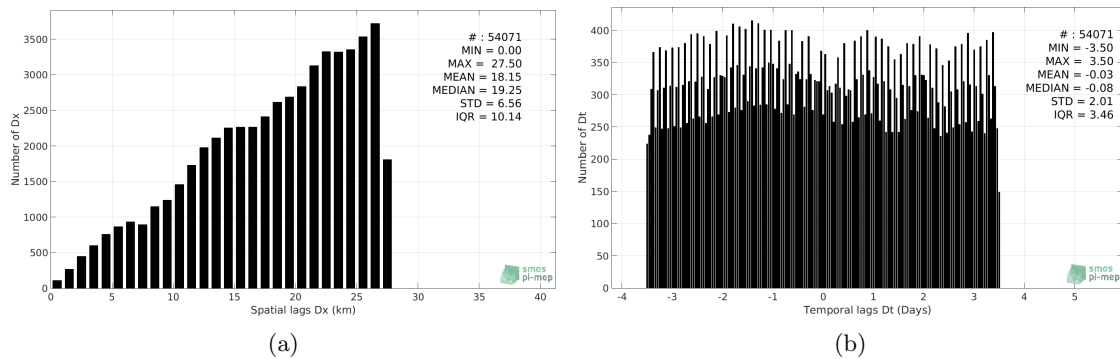 3500
3000
2500
2000
1500
1000
500
0
Number of Dx
0 5 10 15 20 25 30 35 40
Spatial lags Dx (km)
# : 54071
MIN = 0.00
MAX = 27.50
MEAN = 18.15
MEDIAN = 19.25
STD = 6.56
IQR = 10.14
smos
pi-mep
(a)
400
350
300
250
200
150
100
50
0
Number of Dt
-4 -3 -2 -1 0 1 2 3 4 5
Temporal lags Dt (Days)
# : 54071
MIN = -3.50
MAX = 3.50
MEAN = -0.03
MEDIAN = -0.08
STD = 2.01
IQR = 3.46
smos
pi-mep
(b)